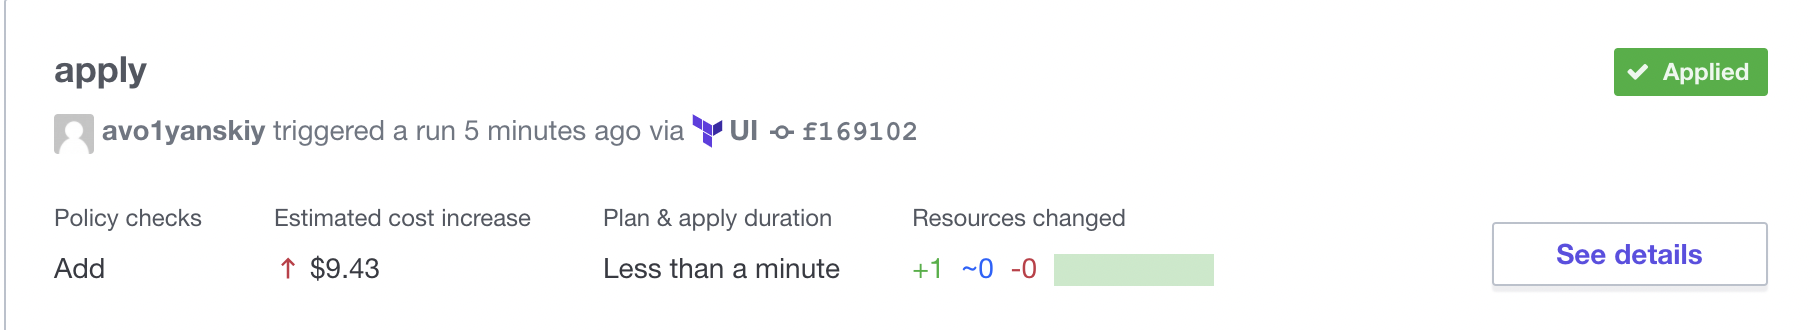 apply
Applied
avo1yanskiy triggered a run 5 minutes ago via UI f169102
Policy checks
Estimated cost increase
Plan & apply duration
Resources changed
Add
↑ $9.43
Less than a minute
+1 ~0 -0
See details